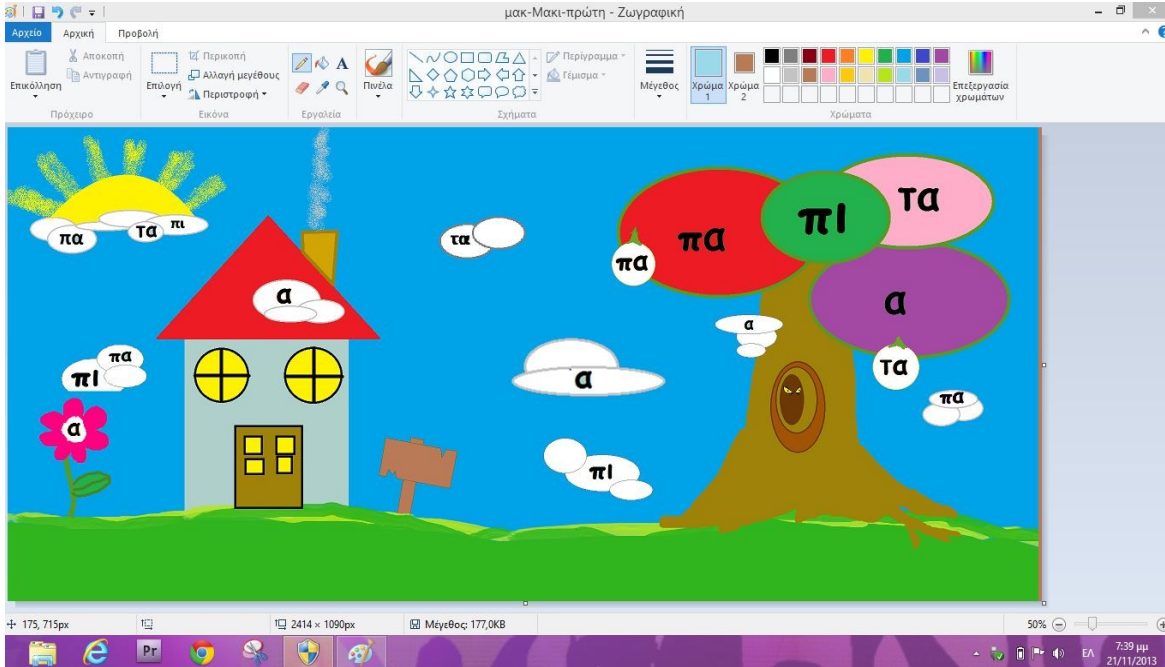 μακ-Μακι-πρώτη - Ζωγραφική
Αρχείο Αρχική Προβολή
Επικόλληση
Αποκοπή
Αντιγραφή
Πρόχειρο
Επιλογή
Περικοπή
Αλλαγή μεγέθους
Περιστροφή
Εικόνα
A
Εργαλεία
Πινέλα
Περίγραμμα
Γέμισμα
Σχήματα
Μέγεθος
Χρώμα 1
Χρώμα 2
Επεξεργασία χρωμάτων
Χρώματα
πα τα πι
τα
πα πι τα
πα
α
α
α
τα
πα
πι
α
πα
α
πι
175, 715px
2414 × 1090px
Μέγεθος: 177,0KB
50%
Pr
ΕΛ
7:39 μμ
21/11/2013